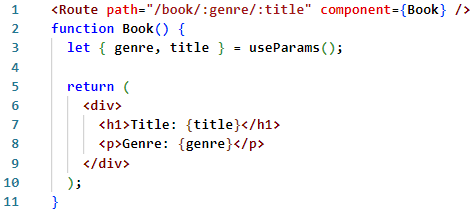 1 <Route path="/book/:genre/:title" component={Book} />
2 function Book() {
3   let { genre, title } = useParams();
4
5   return (
6     <div>
7       <h1>Title: {title}</h1>
8       <p>Genre: {genre}</p>
9     </div>
10   );
11 }